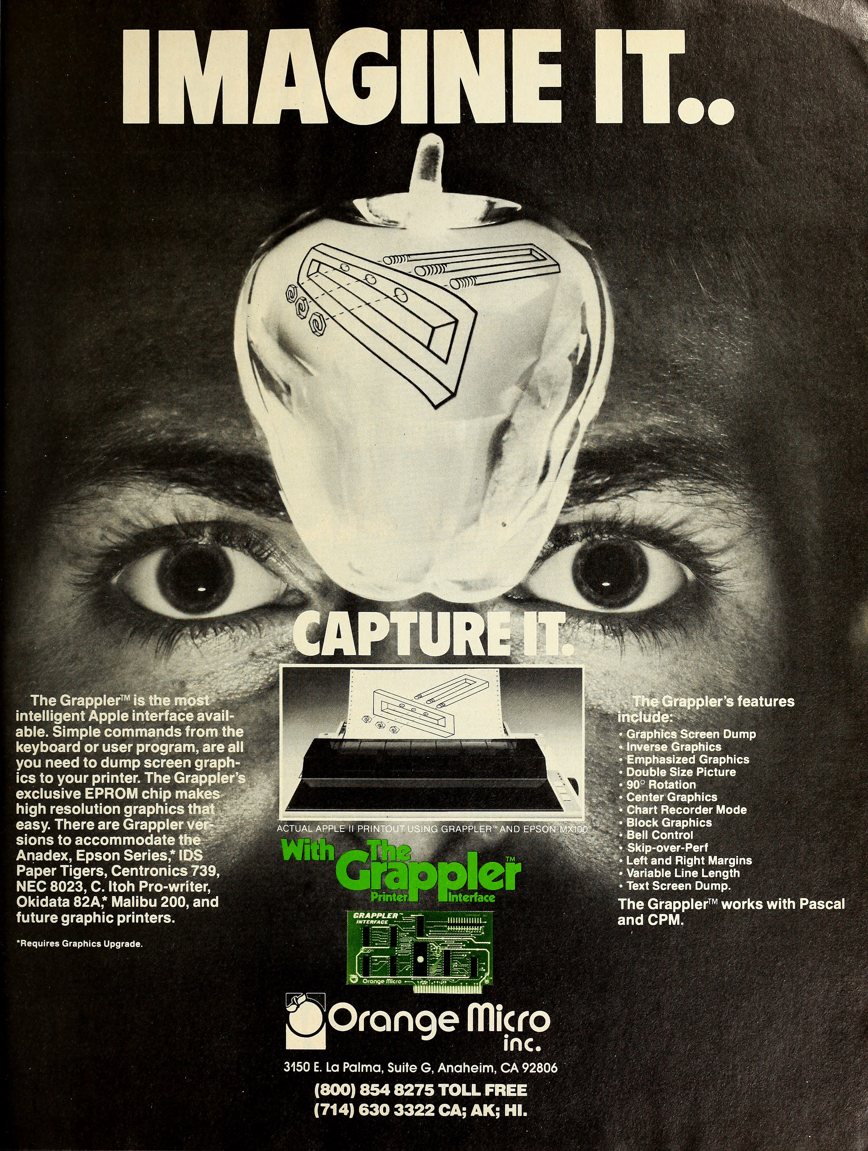 IMAGINE IT..
CAPTURE IT.
The Grappler™ is the most
intelligent Apple interface avail-
able. Simple commands from the
keyboard or user program, are all
you need to dump screen graph-
ics to your printer. The Grappler's
exclusive EPROM chip makes
high resolution graphics that
easy. There are Grappler ver-
sions to accommodate the
Anadex, Epson Series,* IDS
Paper Tigers, Centronics 739,
NEC 8023, C. Itoh Pro-writer,
Okidata 82A,* Malibu 200, and
future graphic printers.
*Requires Graphics Upgrade.
ACTUAL APPLE II PRINTOUT USING GRAPPLER™ AND EPSON MX100
With The
Grappler™
Printer Interface
GRAPPLER™
INTERFACE
Orange Micro
The Grappler's features
include:
· Graphics Screen Dump
· Inverse Graphics
· Emphasized Graphics
· Double Size Picture
· 90° Rotation
· Center Graphics
· Chart Recorder Mode
· Block Graphics
· Bell Control
· Skip-over-Perf
· Left and Right Margins
· Variable Line Length
· Text Screen Dump.
The Grappler™ works with Pascal
and CPM.
Orange Micro
inc.
3150 E. La Palma, Suite G, Anaheim, CA 92806
(800) 854 8275 TOLL FREE
(714) 630 3322 CA; AK; HI.